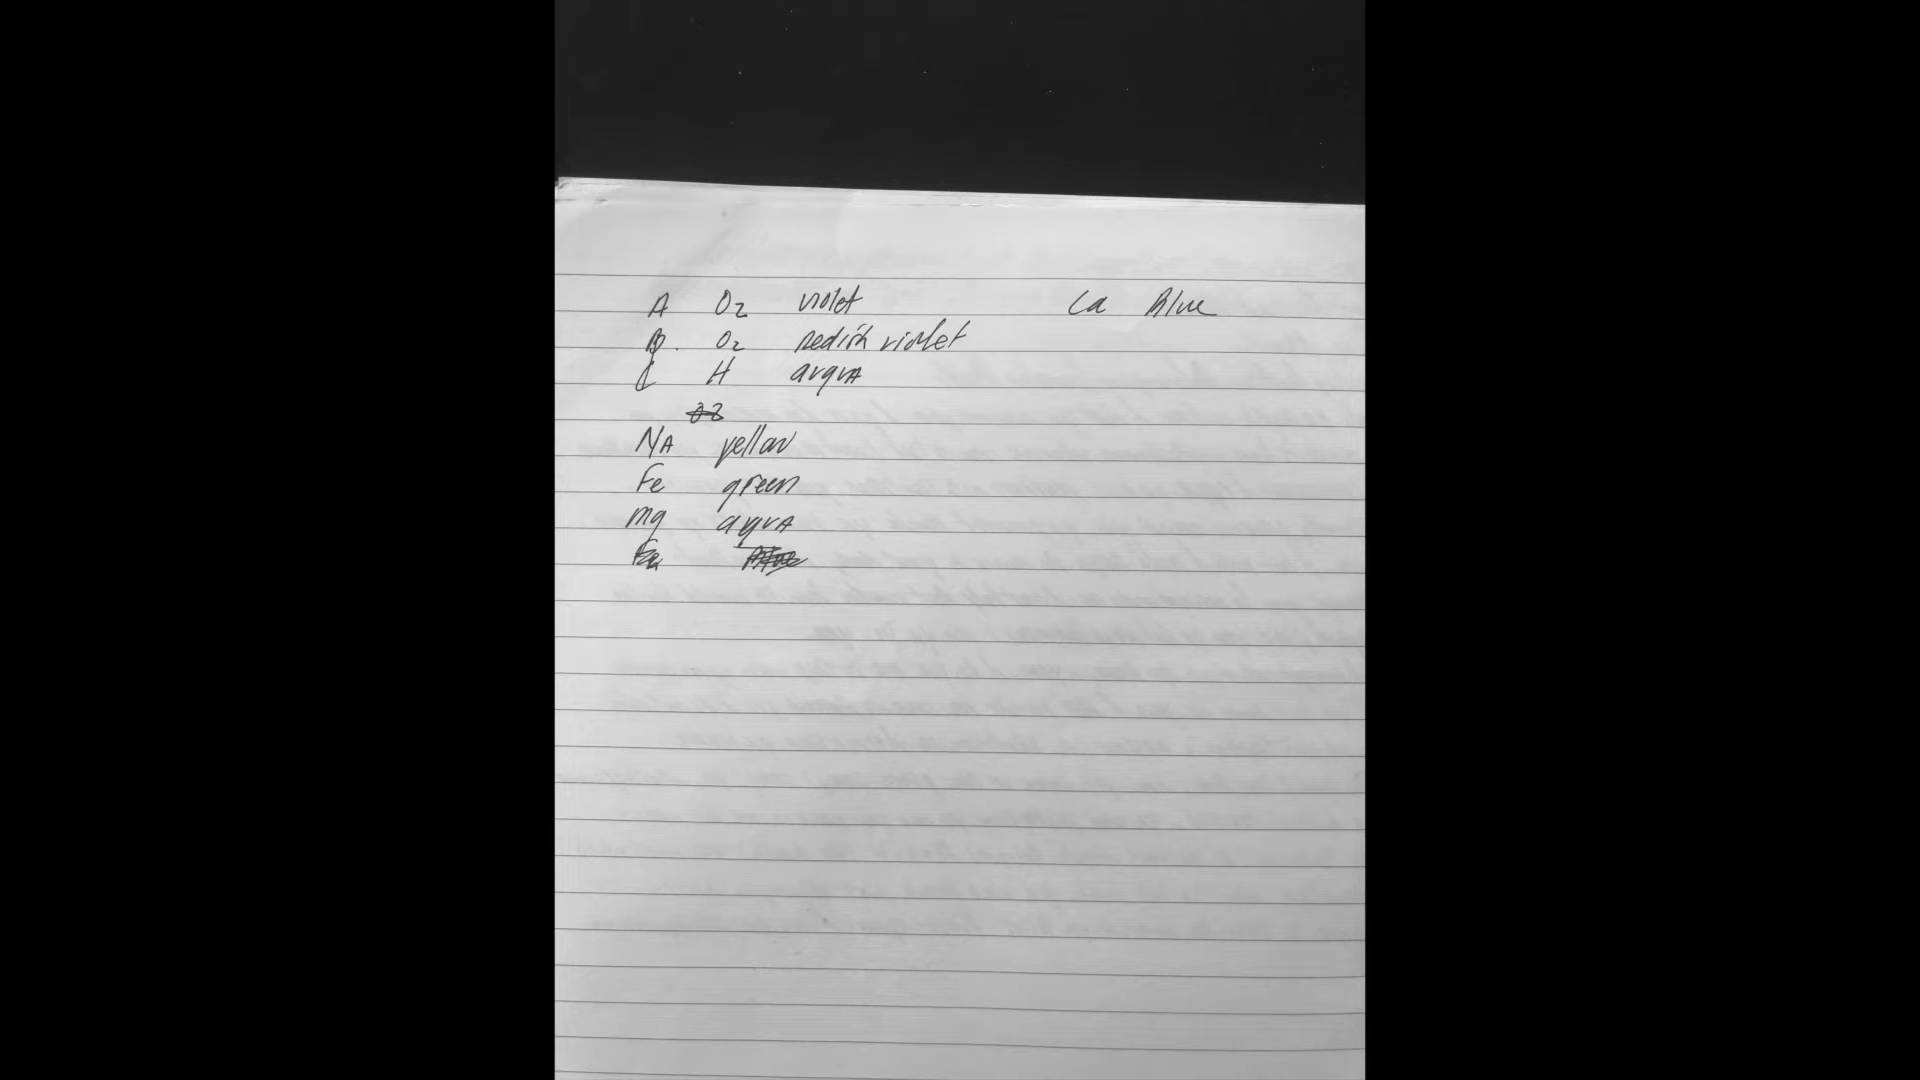 A O2 violet Ca Blue
B. O2 redish violet
C H aqua
NA yellow
Fe green
mg aqua